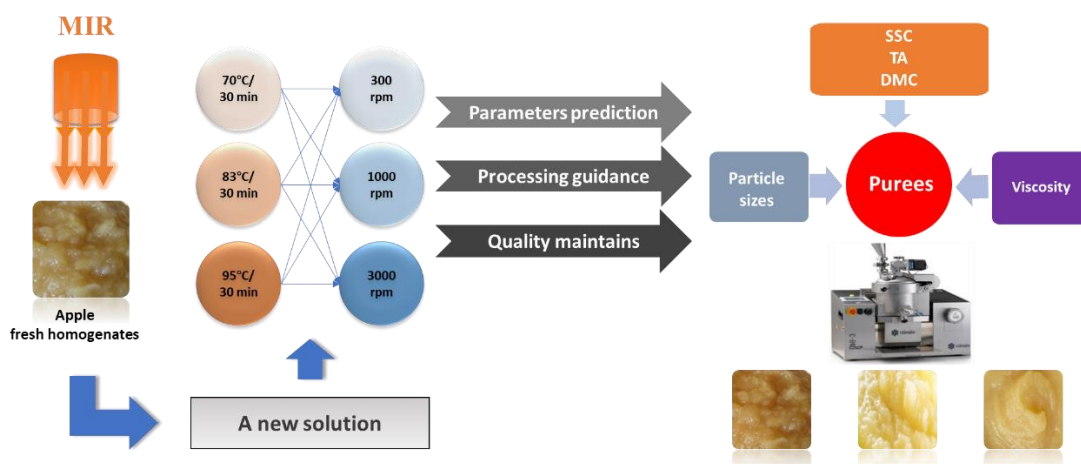 MIR
Apple
fresh homogenates
70°C/
30 min
83°C/
30 min
95°C/
30 min
300
rpm
1000
rpm
3000
rpm
A new solution
Parameters prediction
Processing guidance
Quality maintains
SSC
TA
DMC
Particle
sizes
Purees
Viscosity